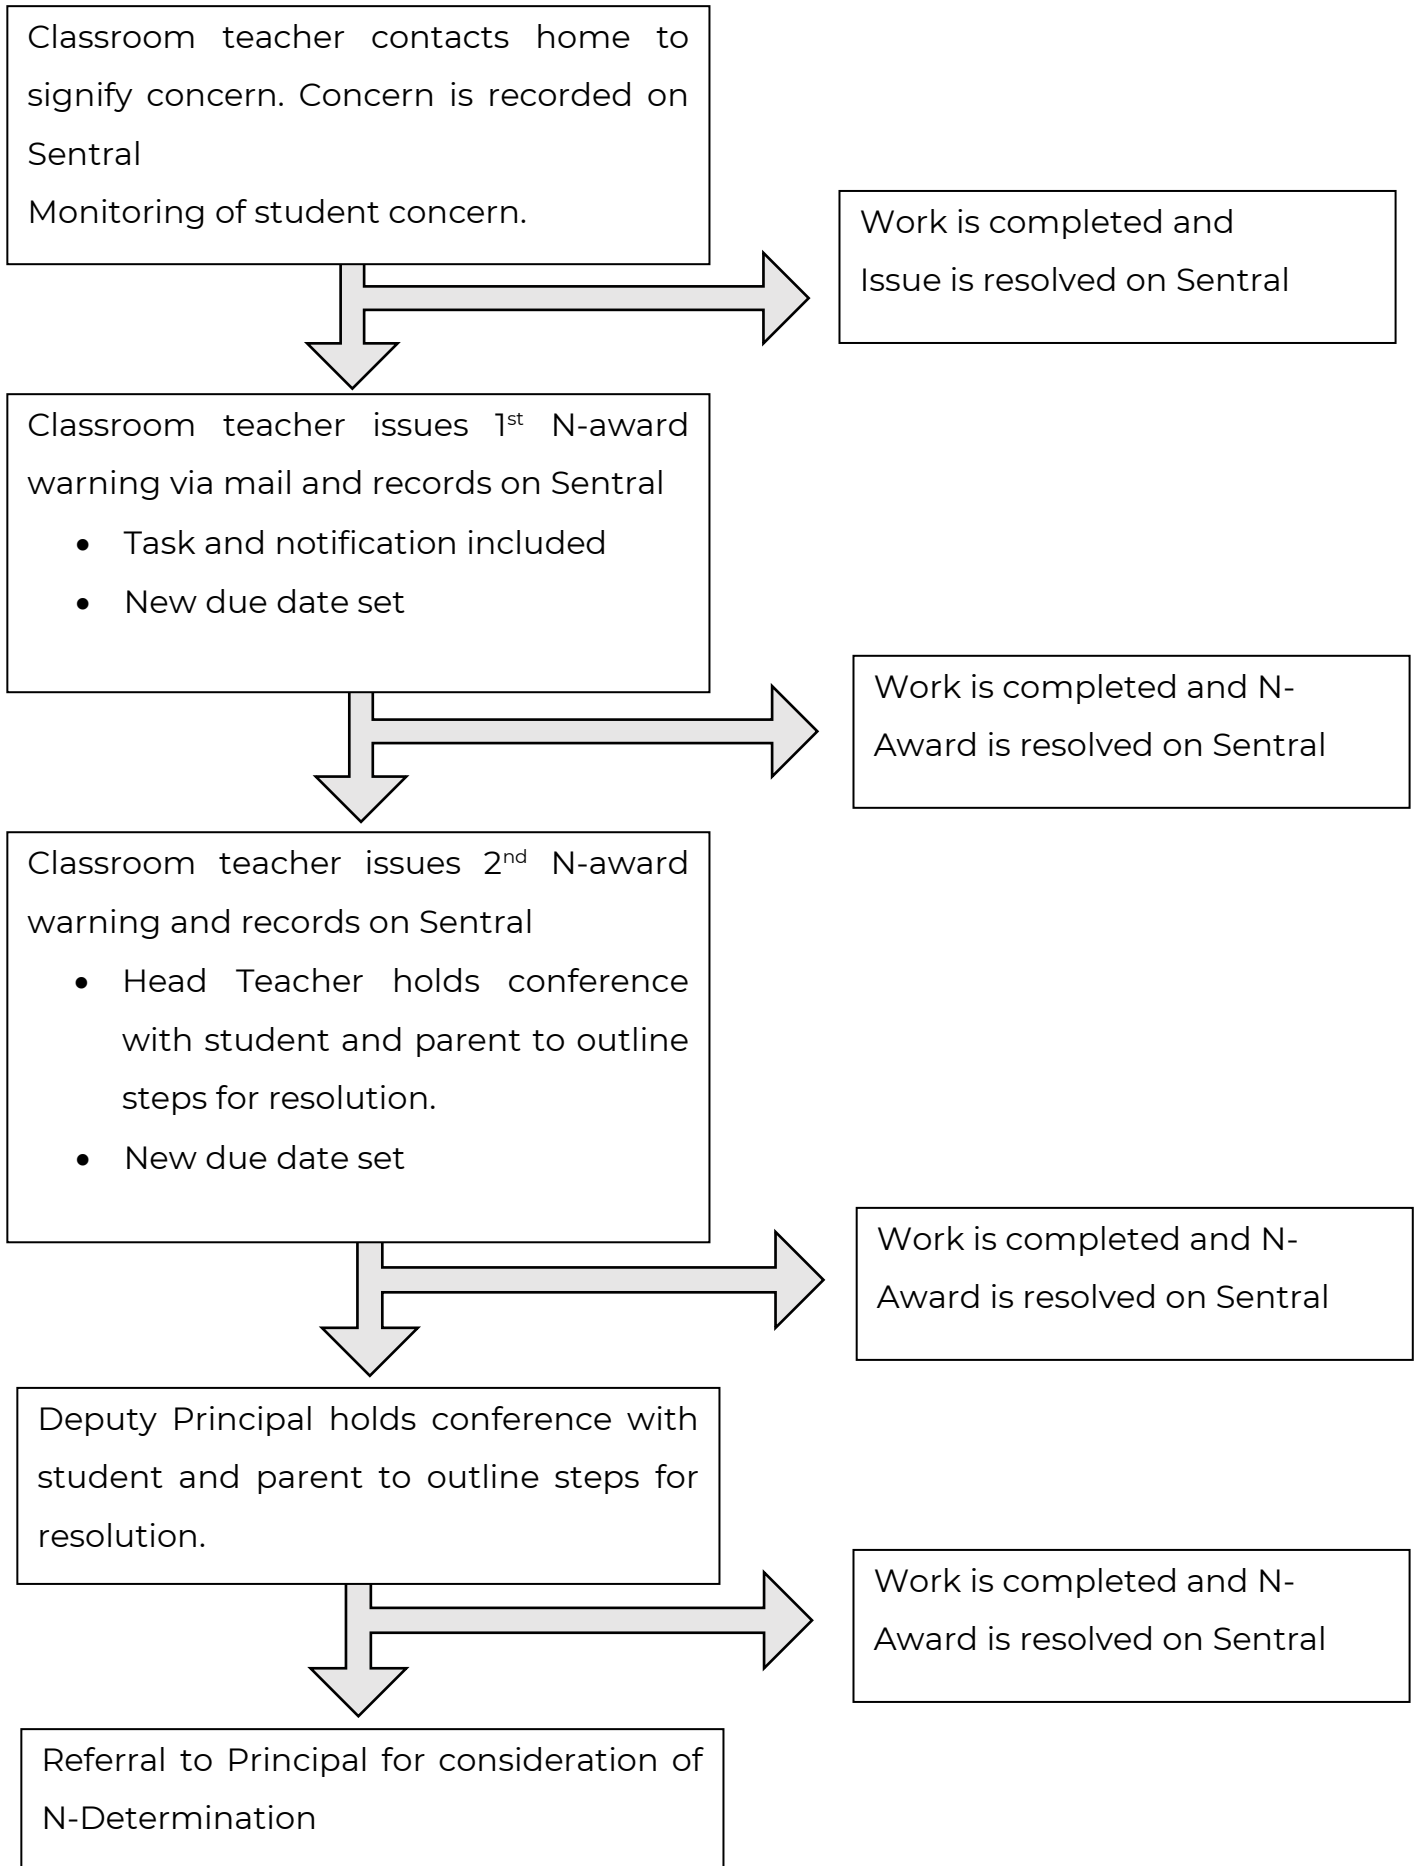 Classroom teacher contacts home to
signify concern. Concern is recorded on
Sentral
Monitoring of student concern.
Work is completed and
Issue is resolved on Sentral
Classroom teacher issues 1st N-award
warning via mail and records on Sentral
• Task and notification included
• New due date set
Work is completed and N-
Award is resolved on Sentral
Classroom teacher issues 2nd N-award
warning and records on Sentral
• Head Teacher holds conference
with student and parent to outline
steps for resolution.
• New due date set
Work is completed and N-
Award is resolved on Sentral
Deputy Principal holds conference with
student and parent to outline steps for
resolution.
Work is completed and N-
Award is resolved on Sentral
Referral to Principal for consideration of
N-Determination